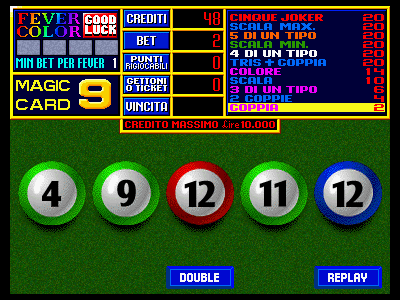 FEVER
COLOR
GOOD
LUCK
MIN BET PER FEVER 1
MAGIC
CARD 9
CREDITI 48
BET 2
PUNTI
RIGIOCABILI 0
GETTONI
O TICKET 0
VINCITA
CINQUE JOKER 20
SCALA MAX. 20
5 DI UN TIPO 20
SCALA MIN. 20
4 DI UN TIPO 20
TRIS + COPPIA 20
COLORE 14
SCALA 10
3 DI UN TIPO 6
2 COPPIE 4
COPPIA 2
CREDITO MASSIMO Lire 10.000
4 9 12 11 12
DOUBLE REPLAY